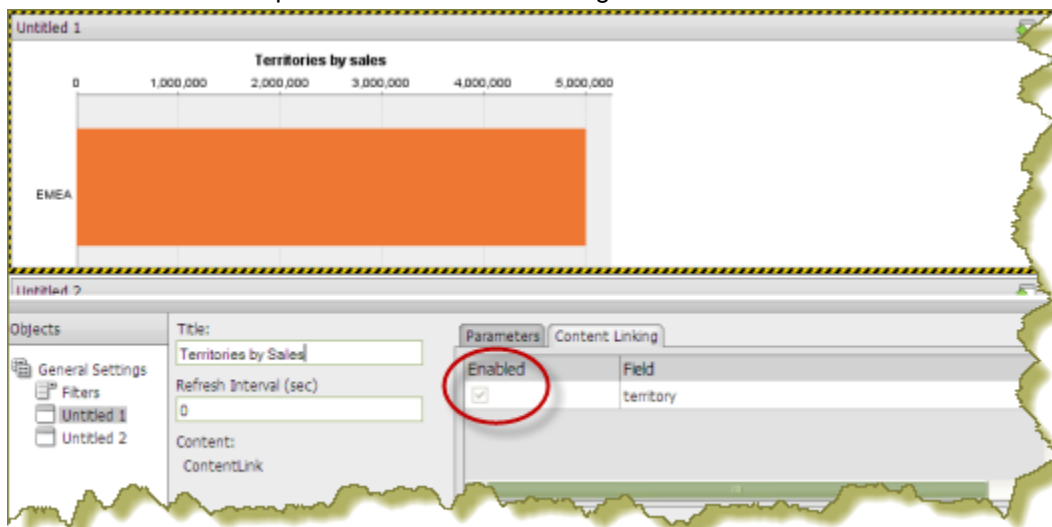 Untitled 1
Territories by sales
0 1,000,000 2,000,000 3,000,000 4,000,000 5,000,000
EMEA
Untitled 2
Objects
General Settings
Filters
Untitled 1
Untitled 2
Title:
Territories by Sales
Refresh Interval (sec)
0
Content:
ContentLink
Parameters Content Linking
Enabled Field
territory